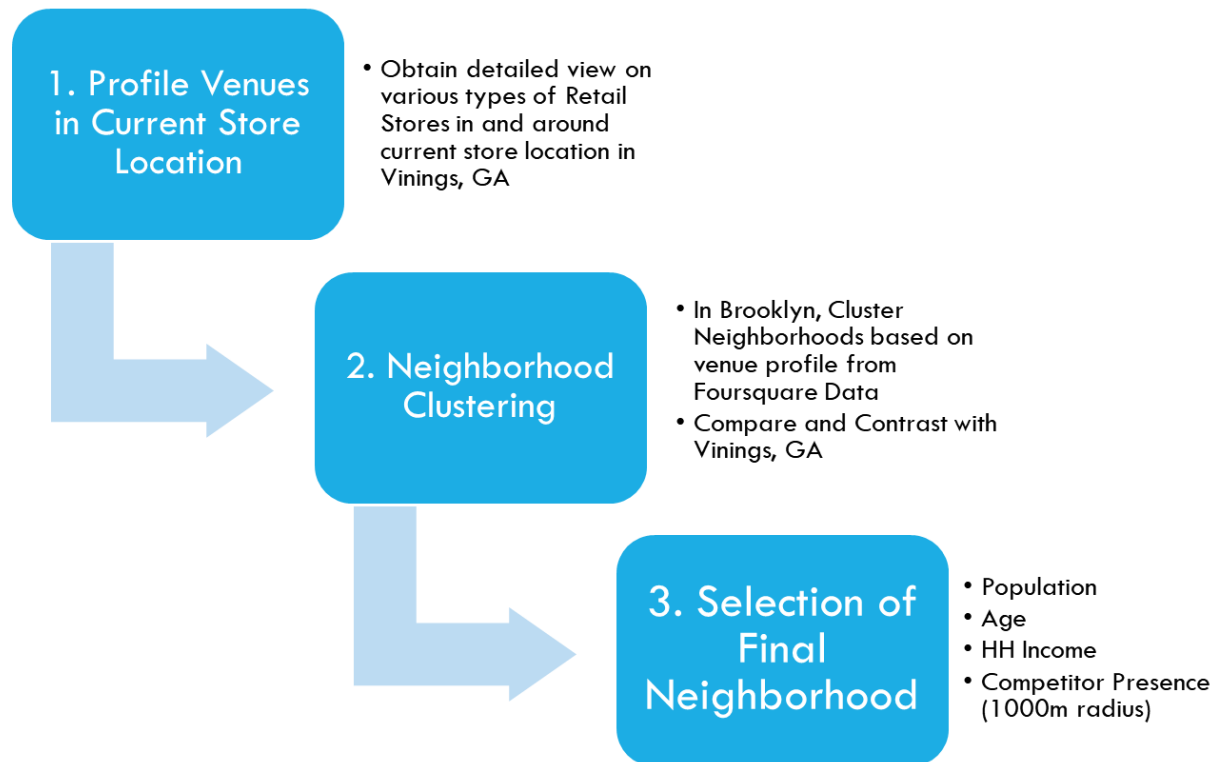 1. Profile Venues
in Current Store
Location
• Obtain detailed view on
various types of Retail
Stores in and around
current store location in
Vinings, GA
2. Neighborhood
Clustering
• In Brooklyn, Cluster
Neighborhoods based on
venue profile from
Foursquare Data
• Compare and Contrast with
Vinings, GA
3. Selection of
Final
Neighborhood
• Population
• Age
• HH Income
• Competitor Presence
(1000m radius)